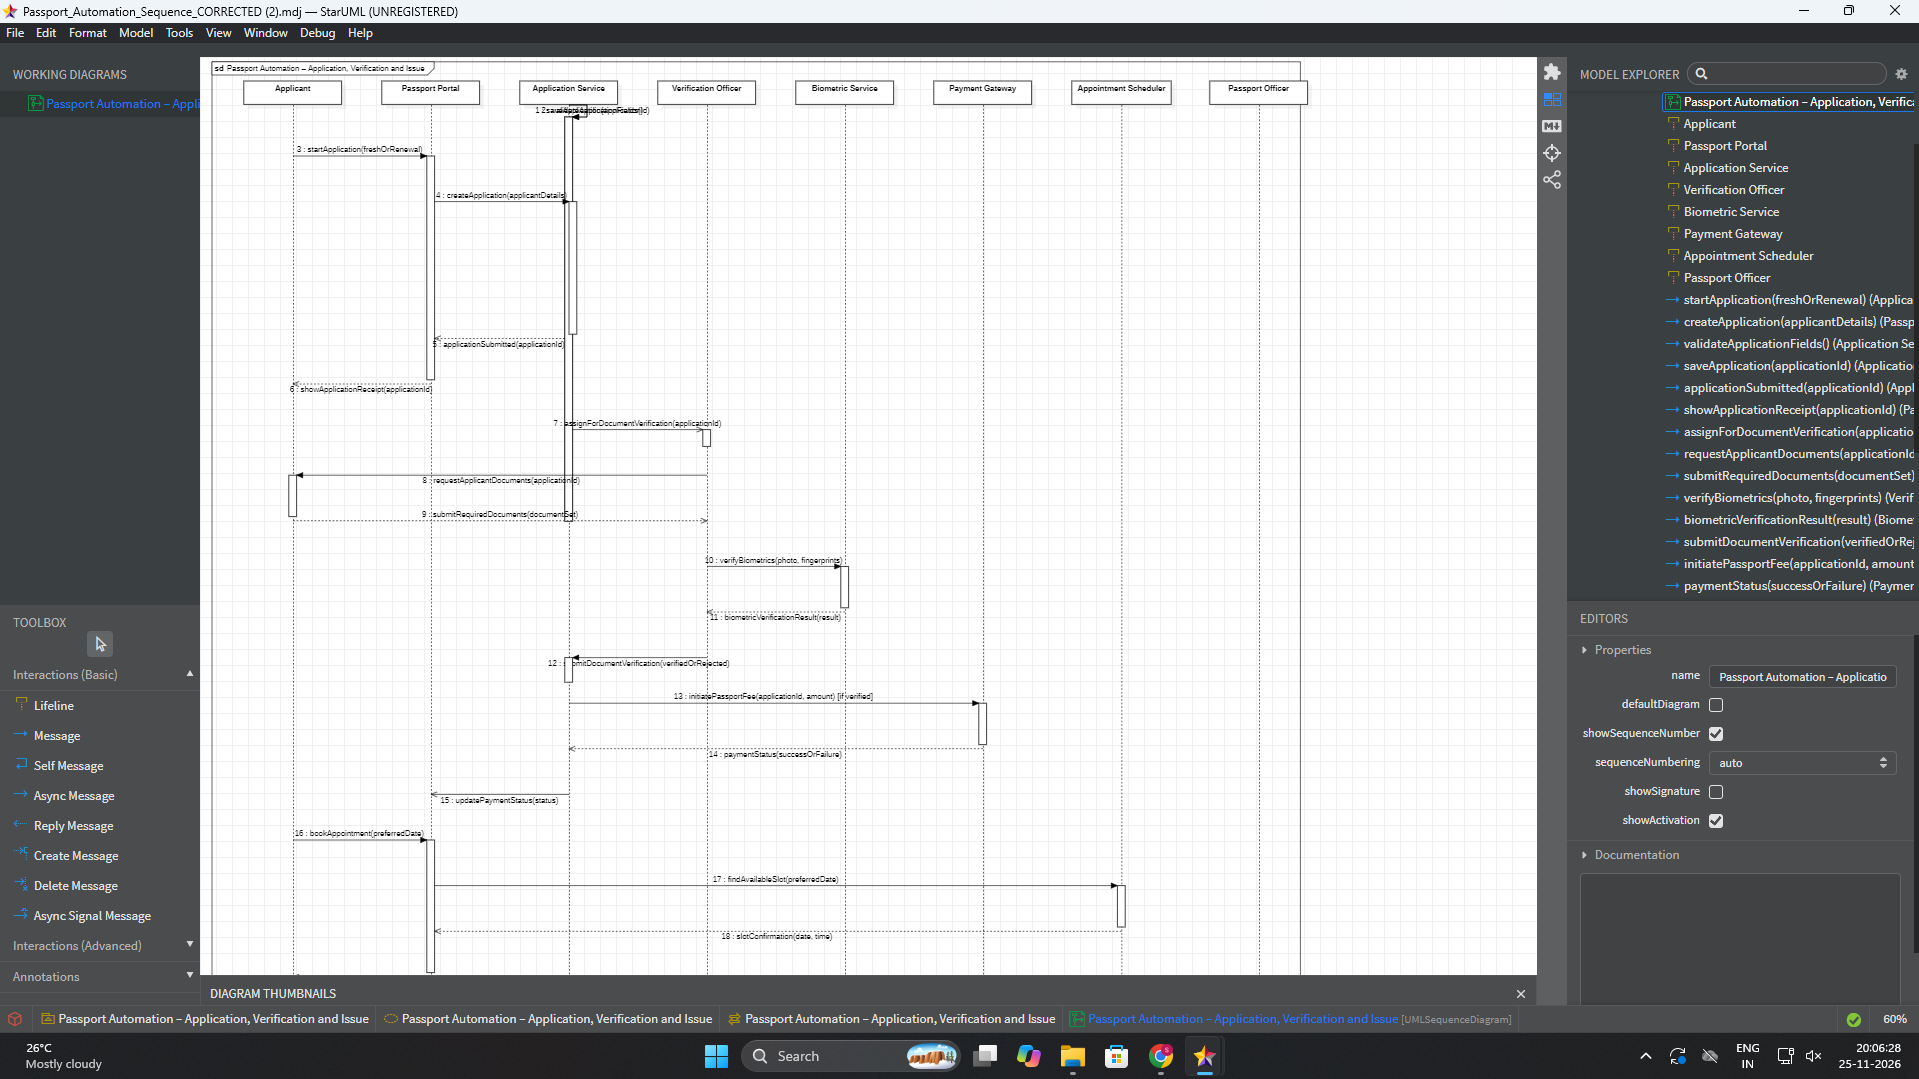 Passport_Automation_Sequence_CORRECTED (2).mdj — StarUML (UNREGISTERED)
File Edit Format Model Tools View Window Debug Help
WORKING DIAGRAMS
Passport Automation – Appli
TOOLBOX
Interactions (Basic)
Lifeline
Message
Self Message
Async Message
Reply Message
Create Message
Delete Message
Async Signal Message
Interactions (Advanced)
Annotations
sd Passport Automation – Application, Verification and Issue
Applicant
Passport Portal
Application Service
Verification Officer
Biometric Service
Payment Gateway
Appointment Scheduler
Passport Officer
3 : startApplication(freshOrRenewal)
4 : createApplication(applicantDetails)
5 : applicationSubmitted(applicationId)
6 : showApplicationReceipt(applicationId)
7 : assignForDocumentVerification(applicationId)
8 : requestApplicantDocuments(applicationId)
9 : submitRequiredDocuments(documentSet)
10 : verifyBiometrics(photo, fingerprints)
11 : biometricVerificationResult(result)
12 :
13 : initiatePassportFee(applicationId, amount) [if verified]
14 : paymentStatus(successOrFailure)
15 : updatePaymentStatus(status)
16 : bookAppointment(preferredDate)
17 : findAvailableSlot(preferredDate)
18 : slotConfirmation(date, time)
MODEL EXPLORER
Passport Automation – Application, Verifica
Applicant
Passport Portal
Application Service
Verification Officer
Biometric Service
Payment Gateway
Appointment Scheduler
Passport Officer
startApplication(freshOrRenewal) (Applica
createApplication(applicantDetails) (Passp
validateApplicationFields() (Application Se
saveApplication(applicationId) (Applicatio
applicationSubmitted(applicationId) (Appl
showApplicationReceipt(applicationId) (Pa
assignForDocumentVerification(applicatio
requestApplicantDocuments(applicationId
submitRequiredDocuments(documentSet)
verifyBiometrics(photo, fingerprints) (Verif
biometricVerificationResult(result) (Biome
submitDocumentVerification(verifiedOrRej
initiatePassportFee(applicationId, amount
paymentStatus(successOrFailure) (Paymer
EDITORS
Properties
name Passport Automation – Applicatio
defaultDiagram
showSequenceNumber
sequenceNumbering auto
showSignature
showActivation
Documentation
DIAGRAM THUMBNAILS
Passport Automation – Application, Verification and Issue
Passport Automation – Application, Verification and Issue
Passport Automation – Application, Verification and Issue
Passport Automation – Application, Verification and Issue [UMLSequenceDiagram]
60%
26°C
Mostly cloudy
Search
ENG
IN
20:06:28
25-11-2026